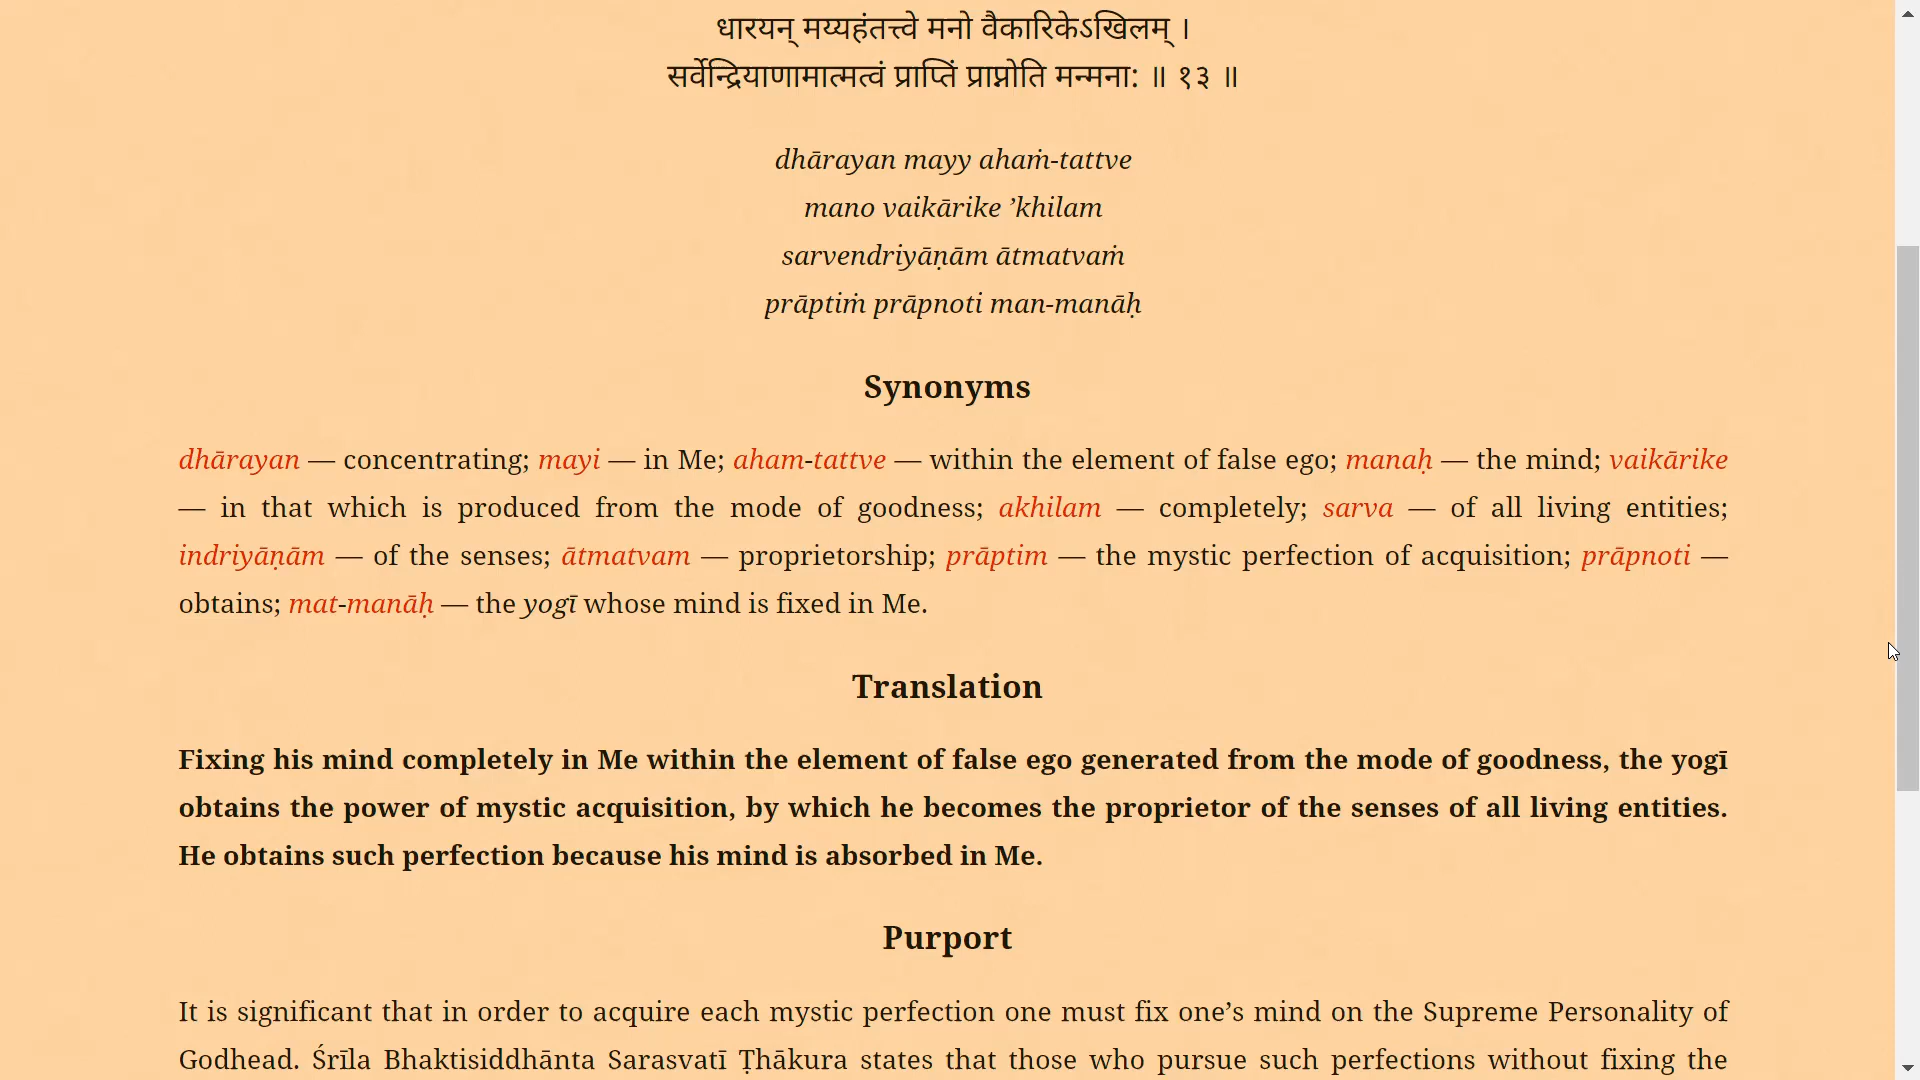 धारयन् मय्यहंतत्त्वे मनो वैकारिकेऽखिलम् ।
सर्वेन्द्रियाणामात्मत्वं प्राप्तिं प्राप्नोति मन्मना: ॥ १३ ॥
dhārayan mayy ahaṁ-tattve
mano vaikārike ’khilam
sarvendriyāṇām ātmatvaṁ
prāptiṁ prāpnoti man-manāḥ
Synonyms
dhārayan — concentrating; mayi — in Me; aham-tattve — within the element of false ego; manaḥ — the mind; vaikārike
— in that which is produced from the mode of goodness; akhilam — completely; sarva — of all living entities;
indriyāṇām — of the senses; ātmatvam — proprietorship; prāptim — the mystic perfection of acquisition; prāpnoti —
obtains; mat-manāḥ — the yogī whose mind is fixed in Me.
Translation
Fixing his mind completely in Me within the element of false ego generated from the mode of goodness, the yogī
obtains the power of mystic acquisition, by which he becomes the proprietor of the senses of all living entities.
He obtains such perfection because his mind is absorbed in Me.
Purport
It is significant that in order to acquire each mystic perfection one must fix one’s mind on the Supreme Personality of
Godhead. Śrīla Bhaktisiddhānta Sarasvatī Ṭhākura states that those who pursue such perfections without fixing the